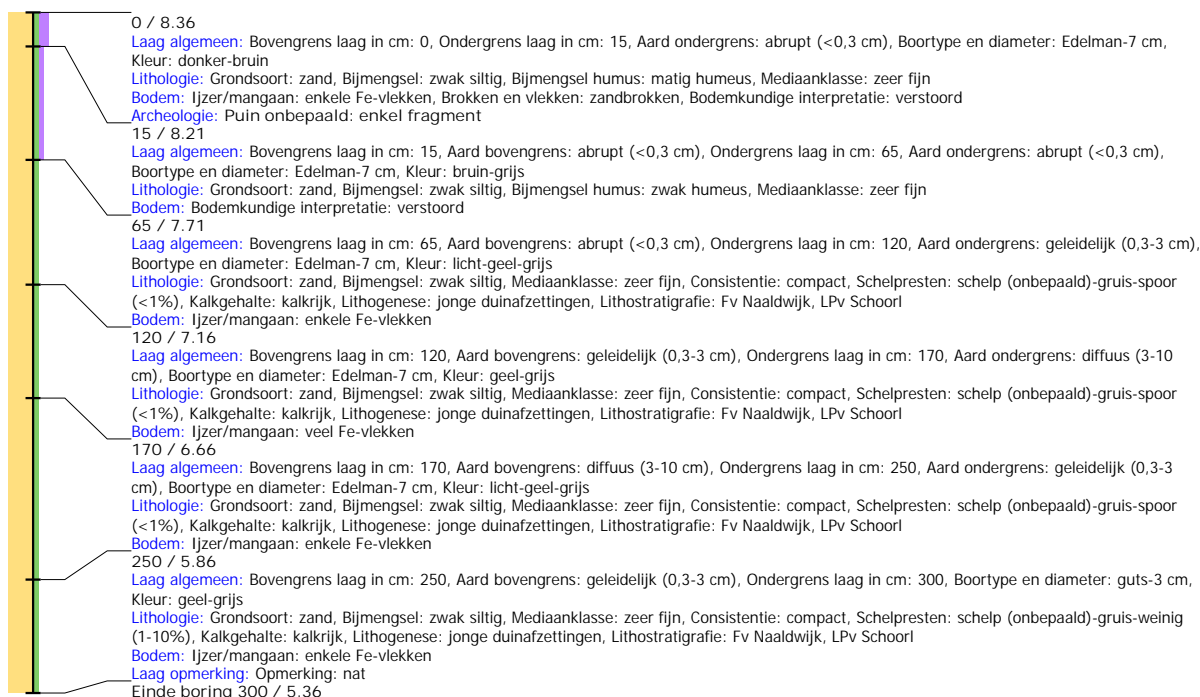 0 / 8.36
Laag algemeen: Bovengrens laag in cm: 0, Ondergrens laag in cm: 15, Aard ondergrens: abrupt (<0,3 cm), Boortype en diameter: Edelman-7 cm,
Kleur: donker-bruin
Lithologie: Grondsoort: zand, Bijmengsel: zwak siltig, Bijmengsel humus: matig humeus, Mediaanklasse: zeer fijn
Bodem: Ijzer/mangaan: enkele Fe-vlekken, Brokken en vlekken: zandbrokken, Bodemkundige interpretatie: verstoord
Archeologie: Puin onbepaald: enkel fragment
15 / 8.21
Laag algemeen: Bovengrens laag in cm: 15, Aard bovengrens: abrupt (<0,3 cm), Ondergrens laag in cm: 65, Aard ondergrens: abrupt (<0,3 cm),
Boortype en diameter: Edelman-7 cm, Kleur: bruin-grijs
Lithologie: Grondsoort: zand, Bijmengsel: zwak siltig, Bijmengsel humus: zwak humeus, Mediaanklasse: zeer fijn
Bodem: Bodemkundige interpretatie: verstoord
65 / 7.71
Laag algemeen: Bovengrens laag in cm: 65, Aard bovengrens: abrupt (<0,3 cm), Ondergrens laag in cm: 120, Aard ondergrens: geleidelijk (0,3-3 cm),
Boortype en diameter: Edelman-7 cm, Kleur: licht-geel-grijs
Lithologie: Grondsoort: zand, Bijmengsel: zwak siltig, Mediaanklasse: zeer fijn, Consistentie: compact, Schelpresten: schelp (onbepaald)-gruis-spoor
(<1%), Kalkgehalte: kalkrijk, Lithogenese: jonge duinafzettingen, Lithostratigrafie: Fv Naaldwijk, LPv Schoorl
Bodem: Ijzer/mangaan: enkele Fe-vlekken
120 / 7.16
Laag algemeen: Bovengrens laag in cm: 120, Aard bovengrens: geleidelijk (0,3-3 cm), Ondergrens laag in cm: 170, Aard ondergrens: diffuus (3-10
cm), Boortype en diameter: Edelman-7 cm, Kleur: geel-grijs
Lithologie: Grondsoort: zand, Bijmengsel: zwak siltig, Mediaanklasse: zeer fijn, Consistentie: compact, Schelpresten: schelp (onbepaald)-gruis-spoor
(<1%), Kalkgehalte: kalkrijk, Lithogenese: jonge duinafzettingen, Lithostratigrafie: Fv Naaldwijk, LPv Schoorl
Bodem: Ijzer/mangaan: veel Fe-vlekken
170 / 6.66
Laag algemeen: Bovengrens laag in cm: 170, Aard bovengrens: diffuus (3-10 cm), Ondergrens laag in cm: 250, Aard ondergrens: geleidelijk (0,3-3
cm), Boortype en diameter: Edelman-7 cm, Kleur: licht-geel-grijs
Lithologie: Grondsoort: zand, Bijmengsel: zwak siltig, Mediaanklasse: zeer fijn, Consistentie: compact, Schelpresten: schelp (onbepaald)-gruis-spoor
(<1%), Kalkgehalte: kalkrijk, Lithogenese: jonge duinafzettingen, Lithostratigrafie: Fv Naaldwijk, LPv Schoorl
Bodem: Ijzer/mangaan: enkele Fe-vlekken
250 / 5.86
Laag algemeen: Bovengrens laag in cm: 250, Aard bovengrens: geleidelijk (0,3-3 cm), Ondergrens laag in cm: 300, Boortype en diameter: guts-3 cm,
Kleur: geel-grijs
Lithologie: Grondsoort: zand, Bijmengsel: zwak siltig, Mediaanklasse: zeer fijn, Consistentie: compact, Schelpresten: schelp (onbepaald)-gruis-weinig
(1-10%), Kalkgehalte: kalkrijk, Lithogenese: jonge duinafzettingen, Lithostratigrafie: Fv Naaldwijk, LPv Schoorl
Bodem: Ijzer/mangaan: enkele Fe-vlekken
Laag opmerking: Opmerking: nat
Einde boring 300 / 5.36